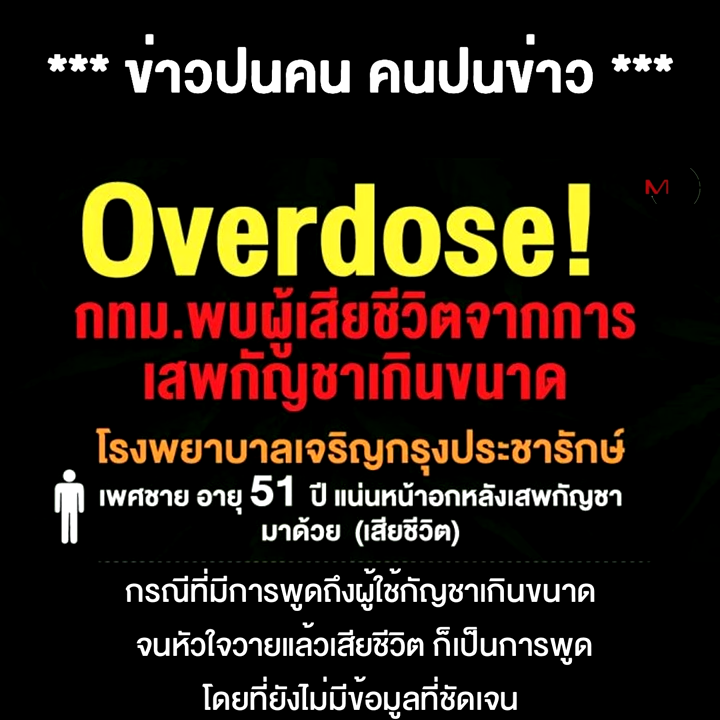 *** ข่าวปนคน คนปนข่าว ***
M
Overdose!
กทม.พบผู้เสียชีวิตจากการ
เสพกัญชาเกินขนาด
โรงพยาบาลเจริญกรุงประชารักษ์
เพศชาย อายุ 51 ปี แน่นหน้าอกหลังเสพกัญชา
มาด้วย (เสียชีวิต)
กรณีที่มีการพูดถึงผู้ใช้กัญชาเกินขนาด
จนหัวใจวายแล้วเสียชีวิต ก็เป็นการพูด
โดยที่ยังไม่มีข้อมูลที่ชัดเจน